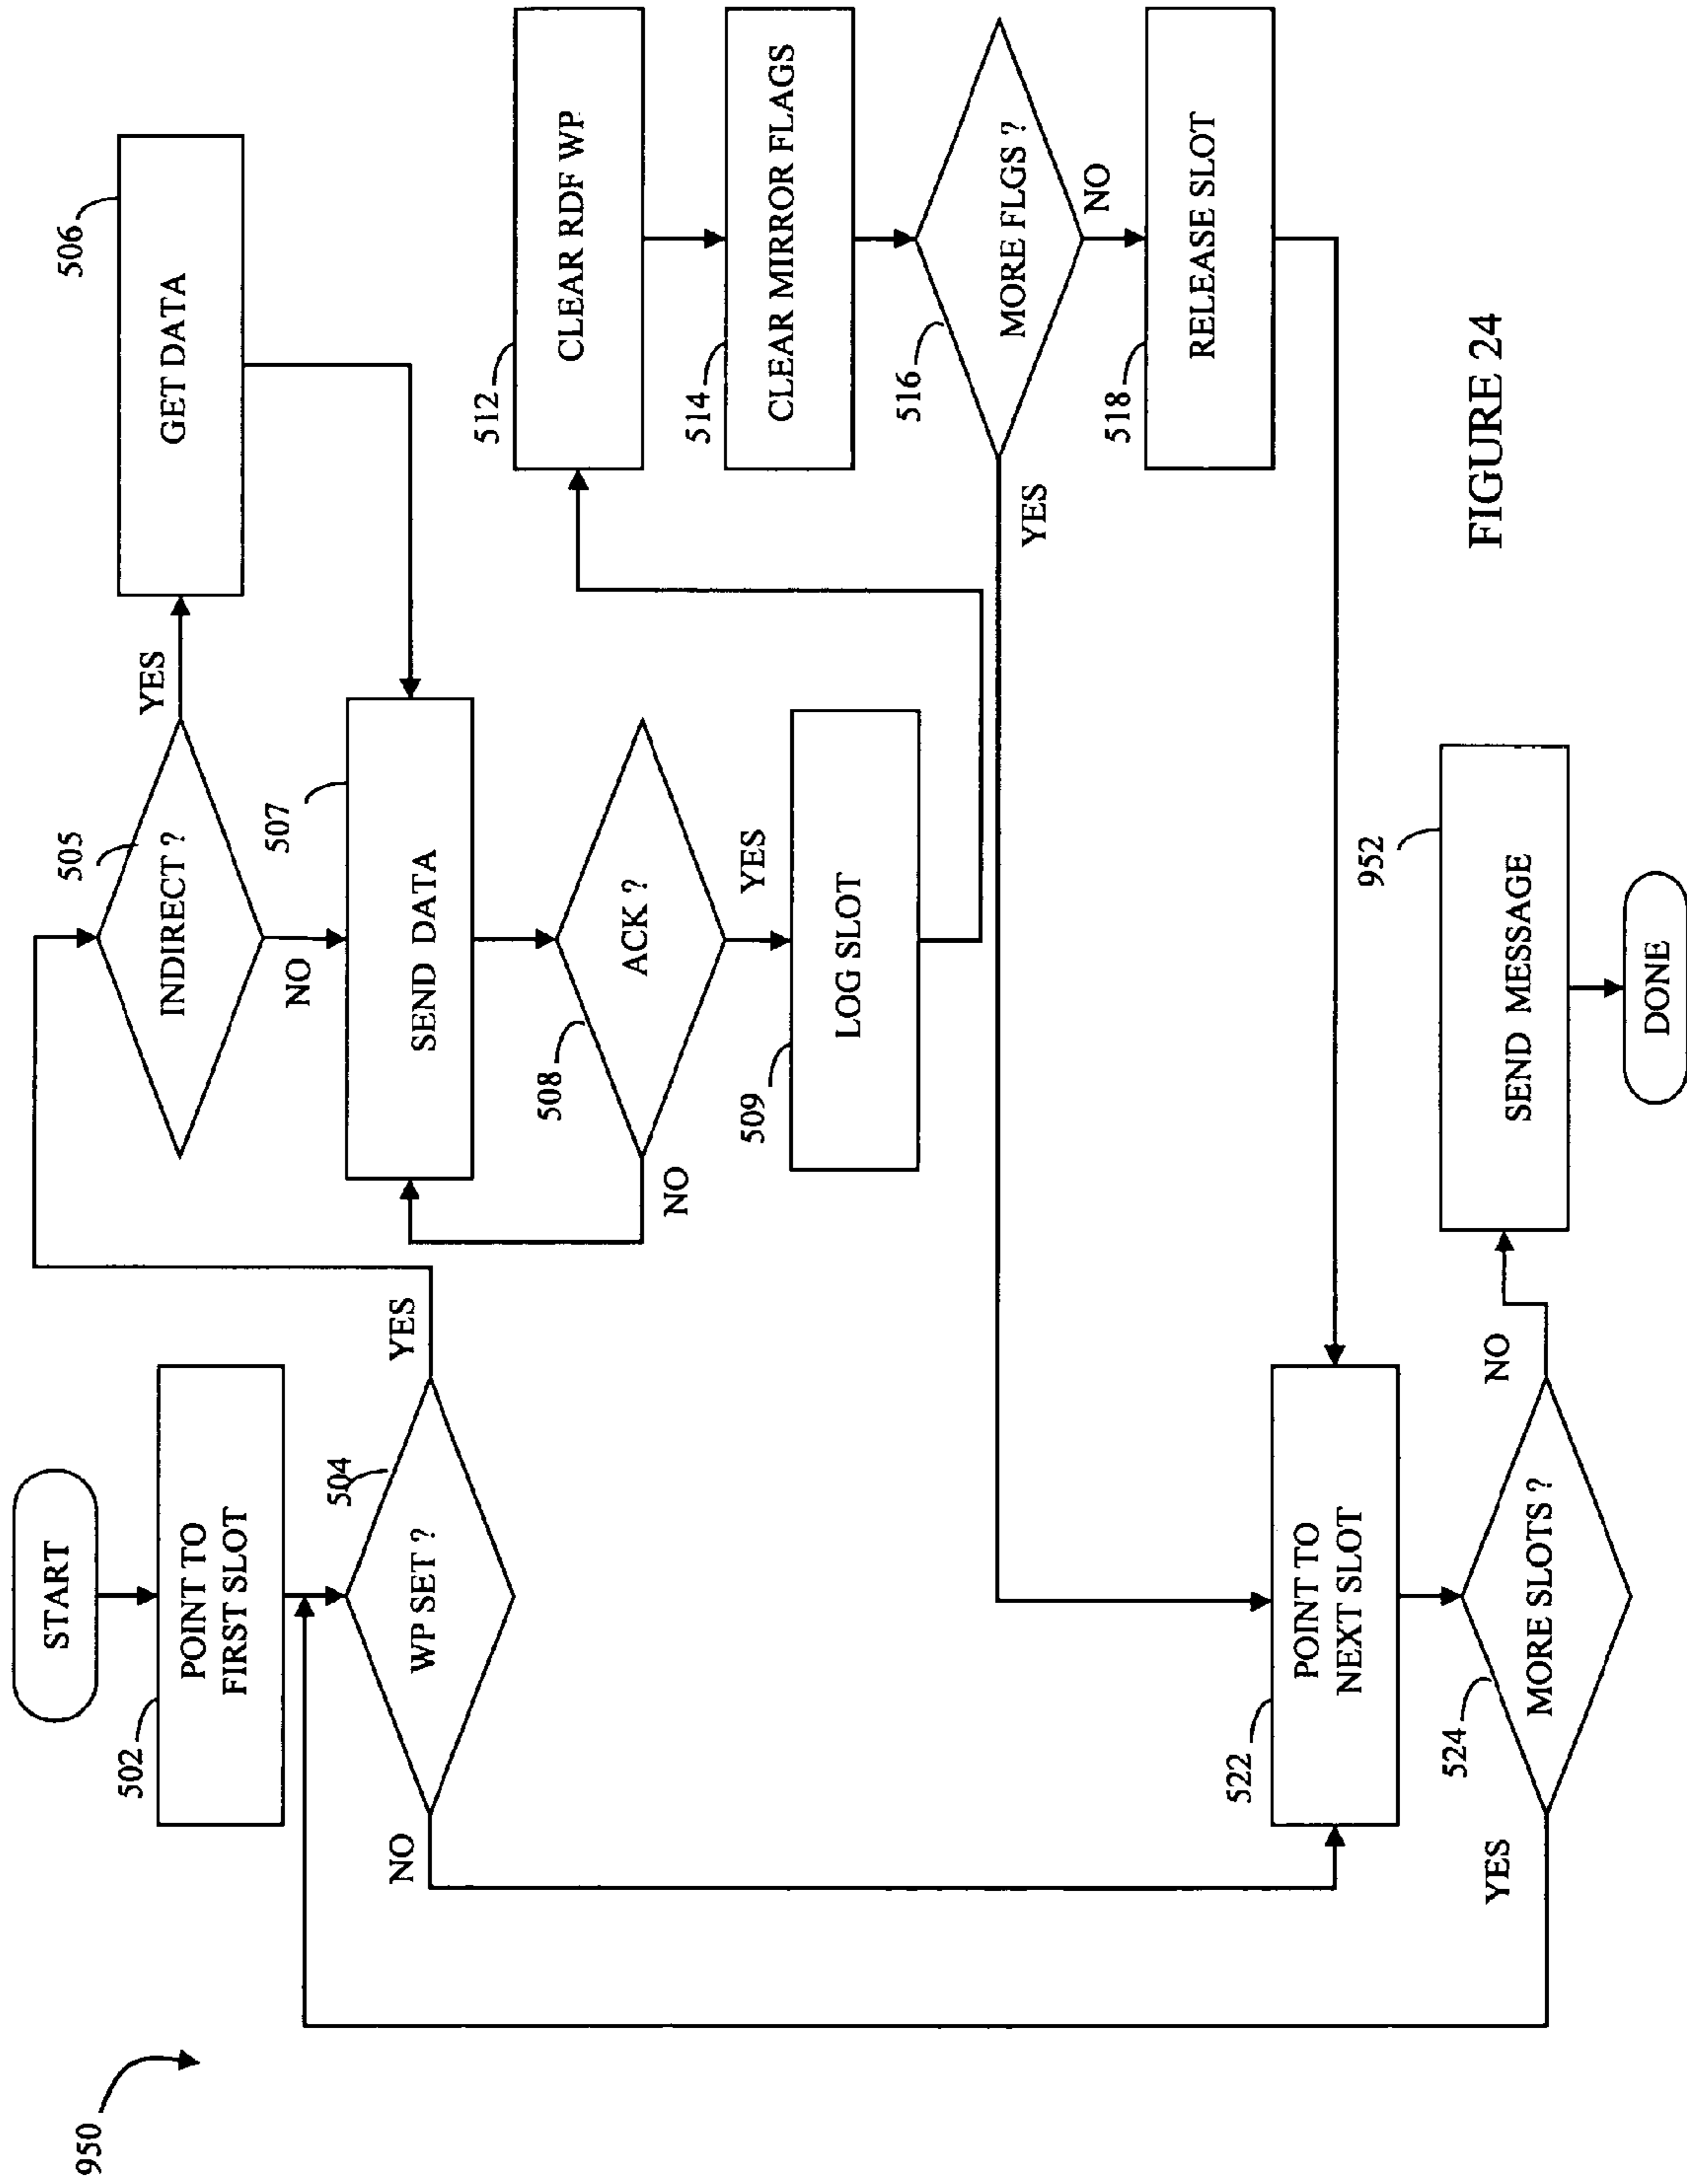 950
START
502
POINT TO
FIRST SLOT
504
WP SET ?
YES
NO
505
INDIRECT ?
YES
NO
506
GET DATA
507
SEND DATA
508
ACK ?
NO
YES
509
LOG SLOT
512
CLEAR RDF WP
514
CLEAR MIRROR FLAGS
516
MORE FLGS ?
YES
NO
518
RELEASE SLOT
522
POINT TO
NEXT SLOT
524
MORE SLOTS ?
YES
NO
952
SEND MESSAGE
DONE
FIGURE 24